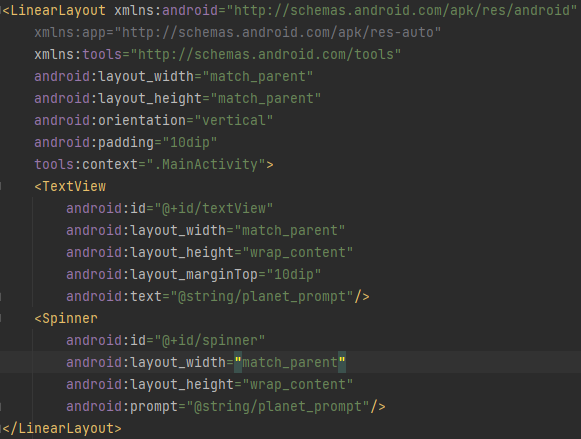 <LinearLayout xmlns:android="http://schemas.android.com/apk/res/android"
    xmlns:app="http://schemas.android.com/apk/res-auto"
    xmlns:tools="http://schemas.android.com/tools"
    android:layout_width="match_parent"
    android:layout_height="match_parent"
    android:orientation="vertical"
    android:padding="10dip"
    tools:context=".MainActivity">
    <TextView
        android:id="@+id/textView"
        android:layout_width="match_parent"
        android:layout_height="wrap_content"
        android:layout_marginTop="10dip"
        android:text="@string/planet_prompt"/>
    <Spinner
        android:id="@+id/spinner"
        android:layout_width="match_parent"
        android:layout_height="wrap_content"
        android:prompt="@string/planet_prompt"/>
</LinearLayout>